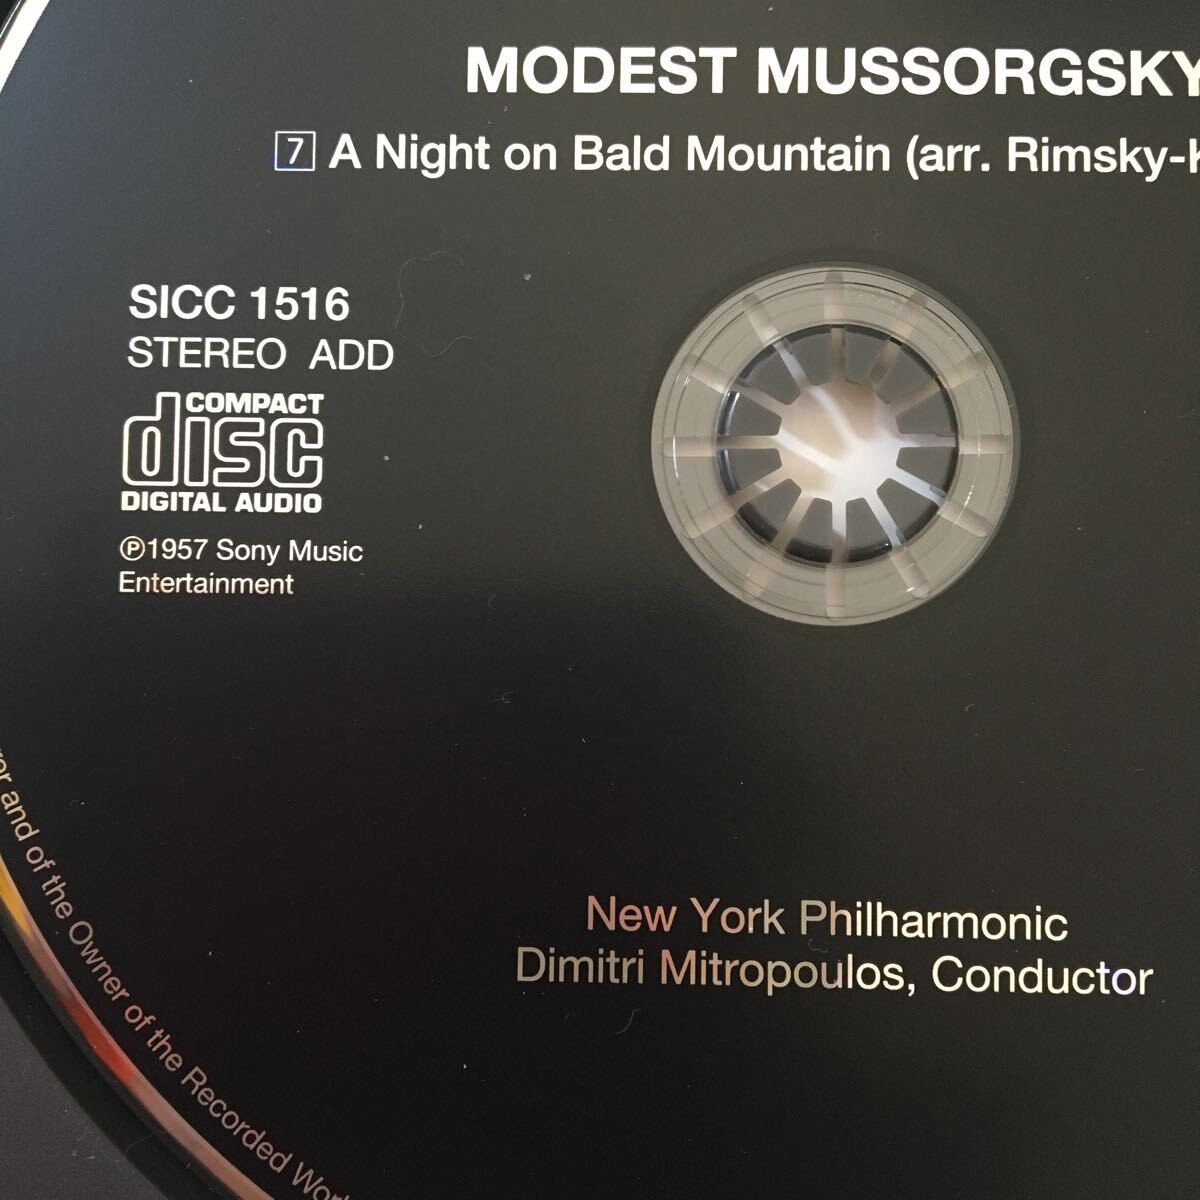 MODEST MUSSORGSKY
7 A Night on Bald Mountain (arr. Rimsky-K
SICC 1516
STEREO ADD
COMPACT
disc
DIGITAL AUDIO
℗1957 Sony Music
Entertainment
New York Philharmonic
Dimitri Mitropoulos, Conductor
and of the Owner of the Recorded Work